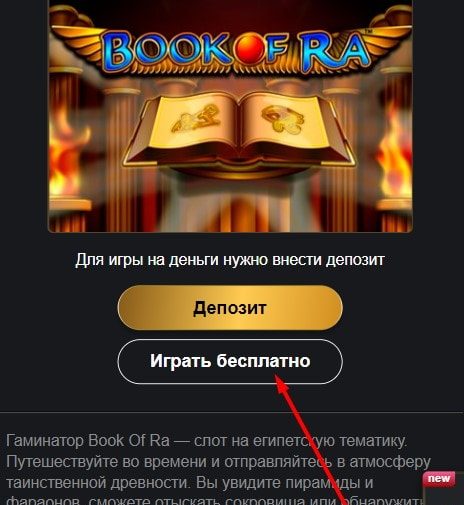 BOOK OF RA™
Для игры на деньги нужно внести депозит
Депозит
Играть бесплатно
Гаминатор Book Of Ra — слот на египетскую тематику.
Путешествуйте во времени и отправляйтесь в атмосферу
таинственной древности. Вы увидите пирамиды и
new
фараонов, сможете отыскать сокровища или обнаружить